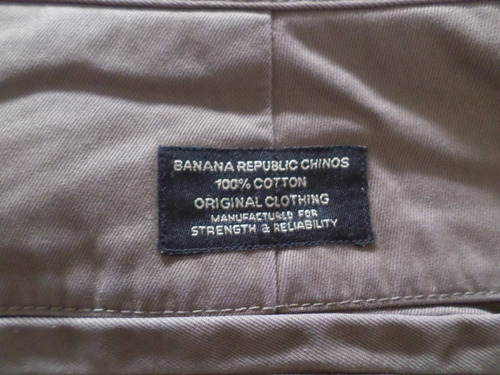 BANANA REPUBLIC CHINOS
100% COTTON
ORIGINAL CLOTHING
MANUFACTURED FOR
STRENGTH & RELIABILITY